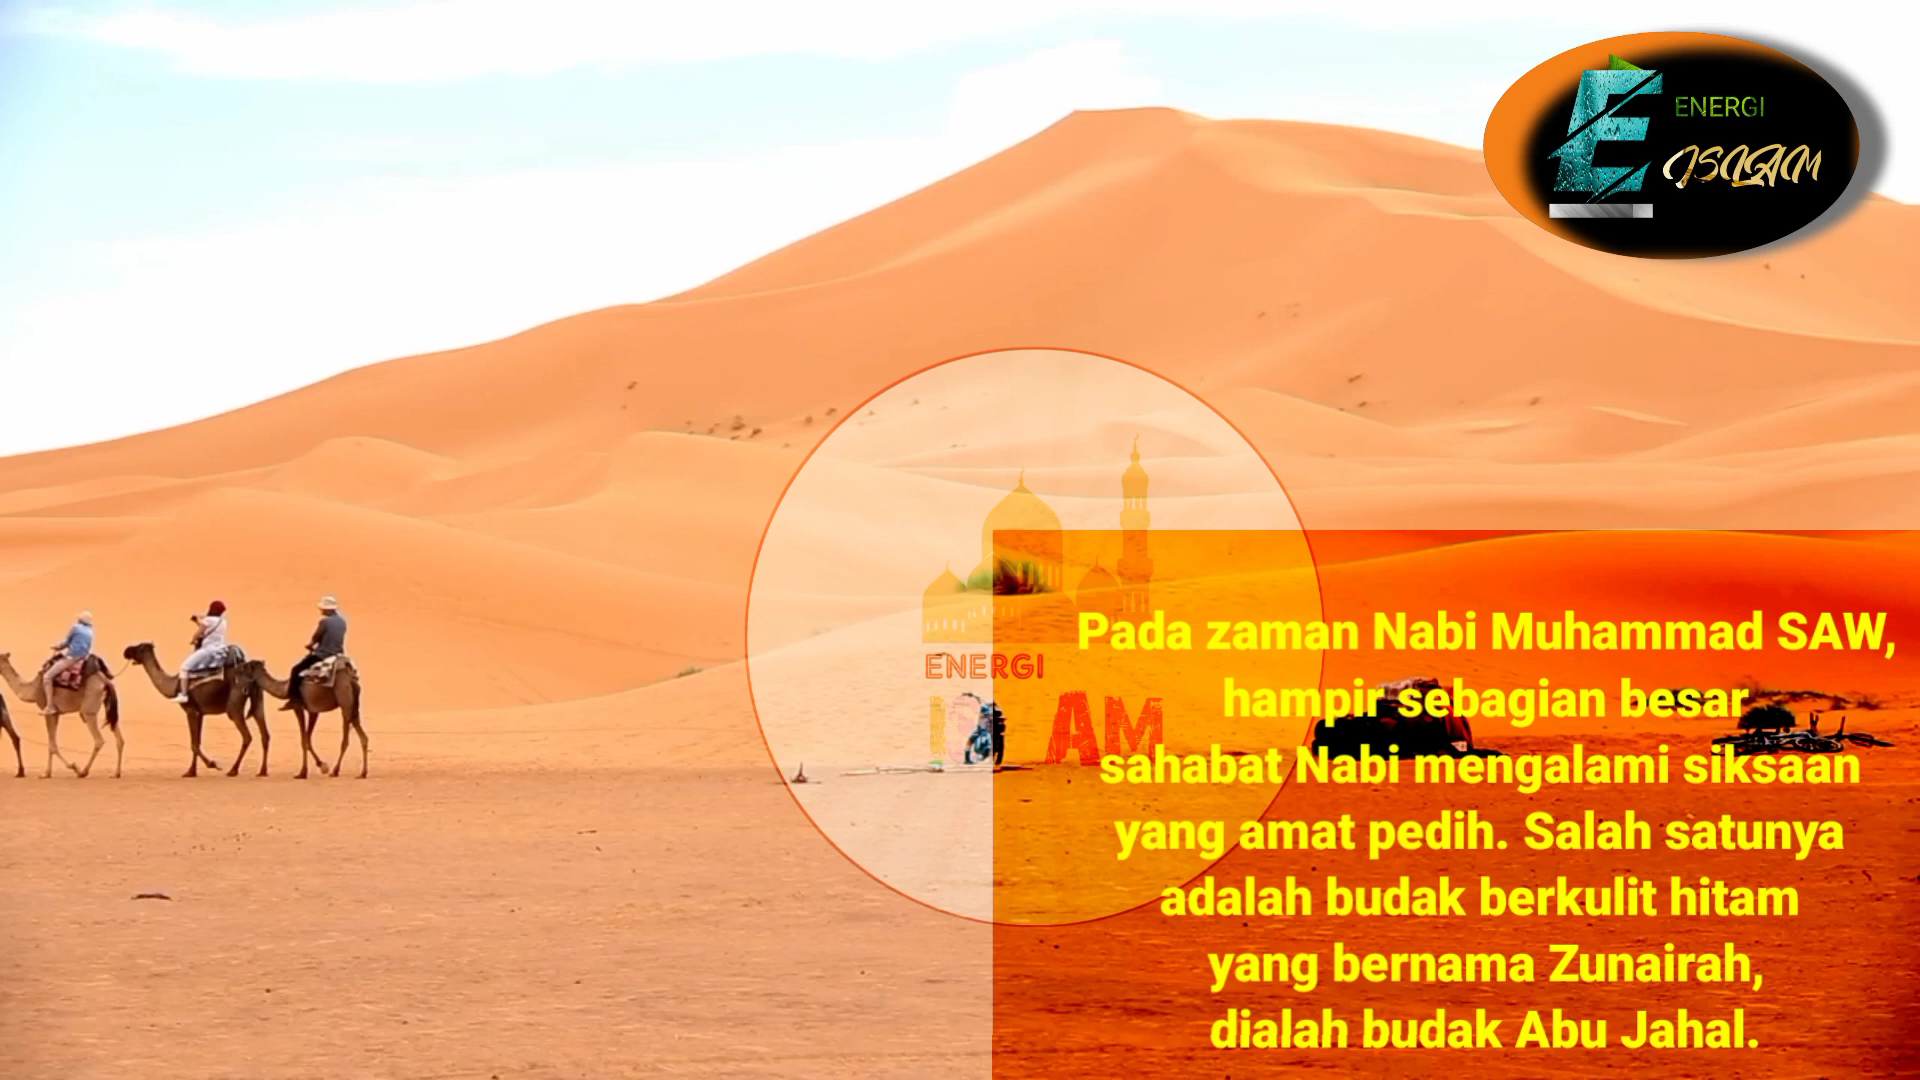 ENERGI
ISLAM
ENERGI
AM
Pada zaman Nabi Muhammad SAW,
hampir sebagian besar
sahabat Nabi mengalami siksaan
yang amat pedih. Salah satunya
adalah budak berkulit hitam
yang bernama Zunairah,
dialah budak Abu Jahal.